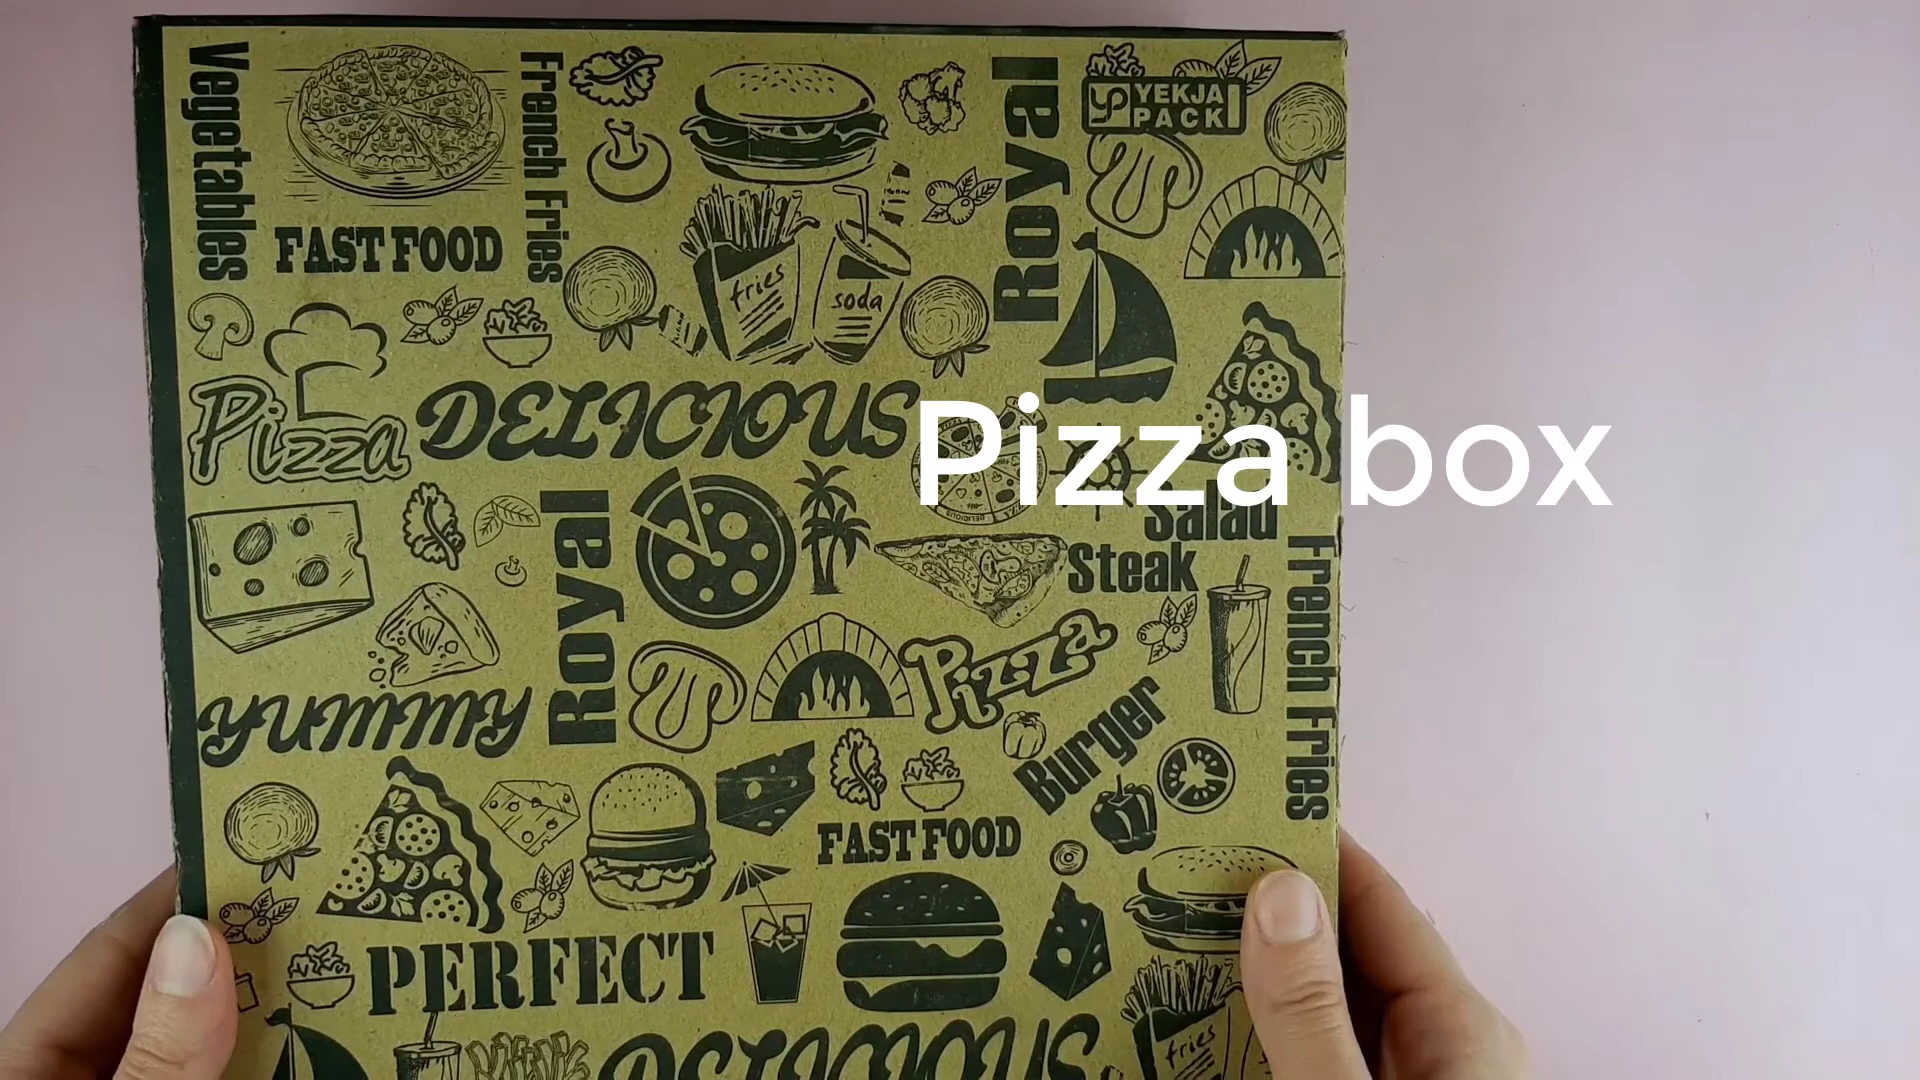 Vegetables
French Fries
FAST FOOD
Royal
YEKJA
PACK
fries
soda
Pizza
DELICIOUS
Pizza box
Salad
Steak
Royal
French Fries
Pizza
YUMMY
Burger
FAST FOOD
PERFECT
DELICIOUS
fries